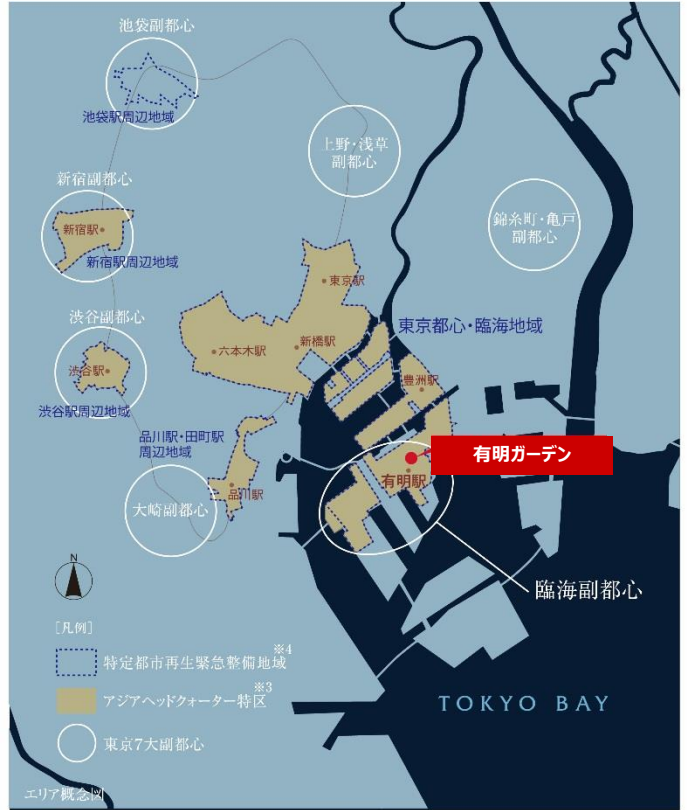 池袋副都心
池袋駅周辺地域
上野・浅草
副都心
新宿副都心
新宿駅
新宿駅周辺地域
錦糸町・亀戸
副都心
東京駅
渋谷副都心
東京都心・臨海地域
新橋駅
六本木駅
渋谷駅
豊洲駅
渋谷駅周辺地域
品川駅・田町駅
周辺地域
有明ガーデン
有明駅
品川駅
大崎副都心
臨海副都心
N
[凡例]
特定都市再生緊急整備地域※4
アジアヘッドクォーター特区※3
東京7大副都心
TOKYO BAY
エリア概念図